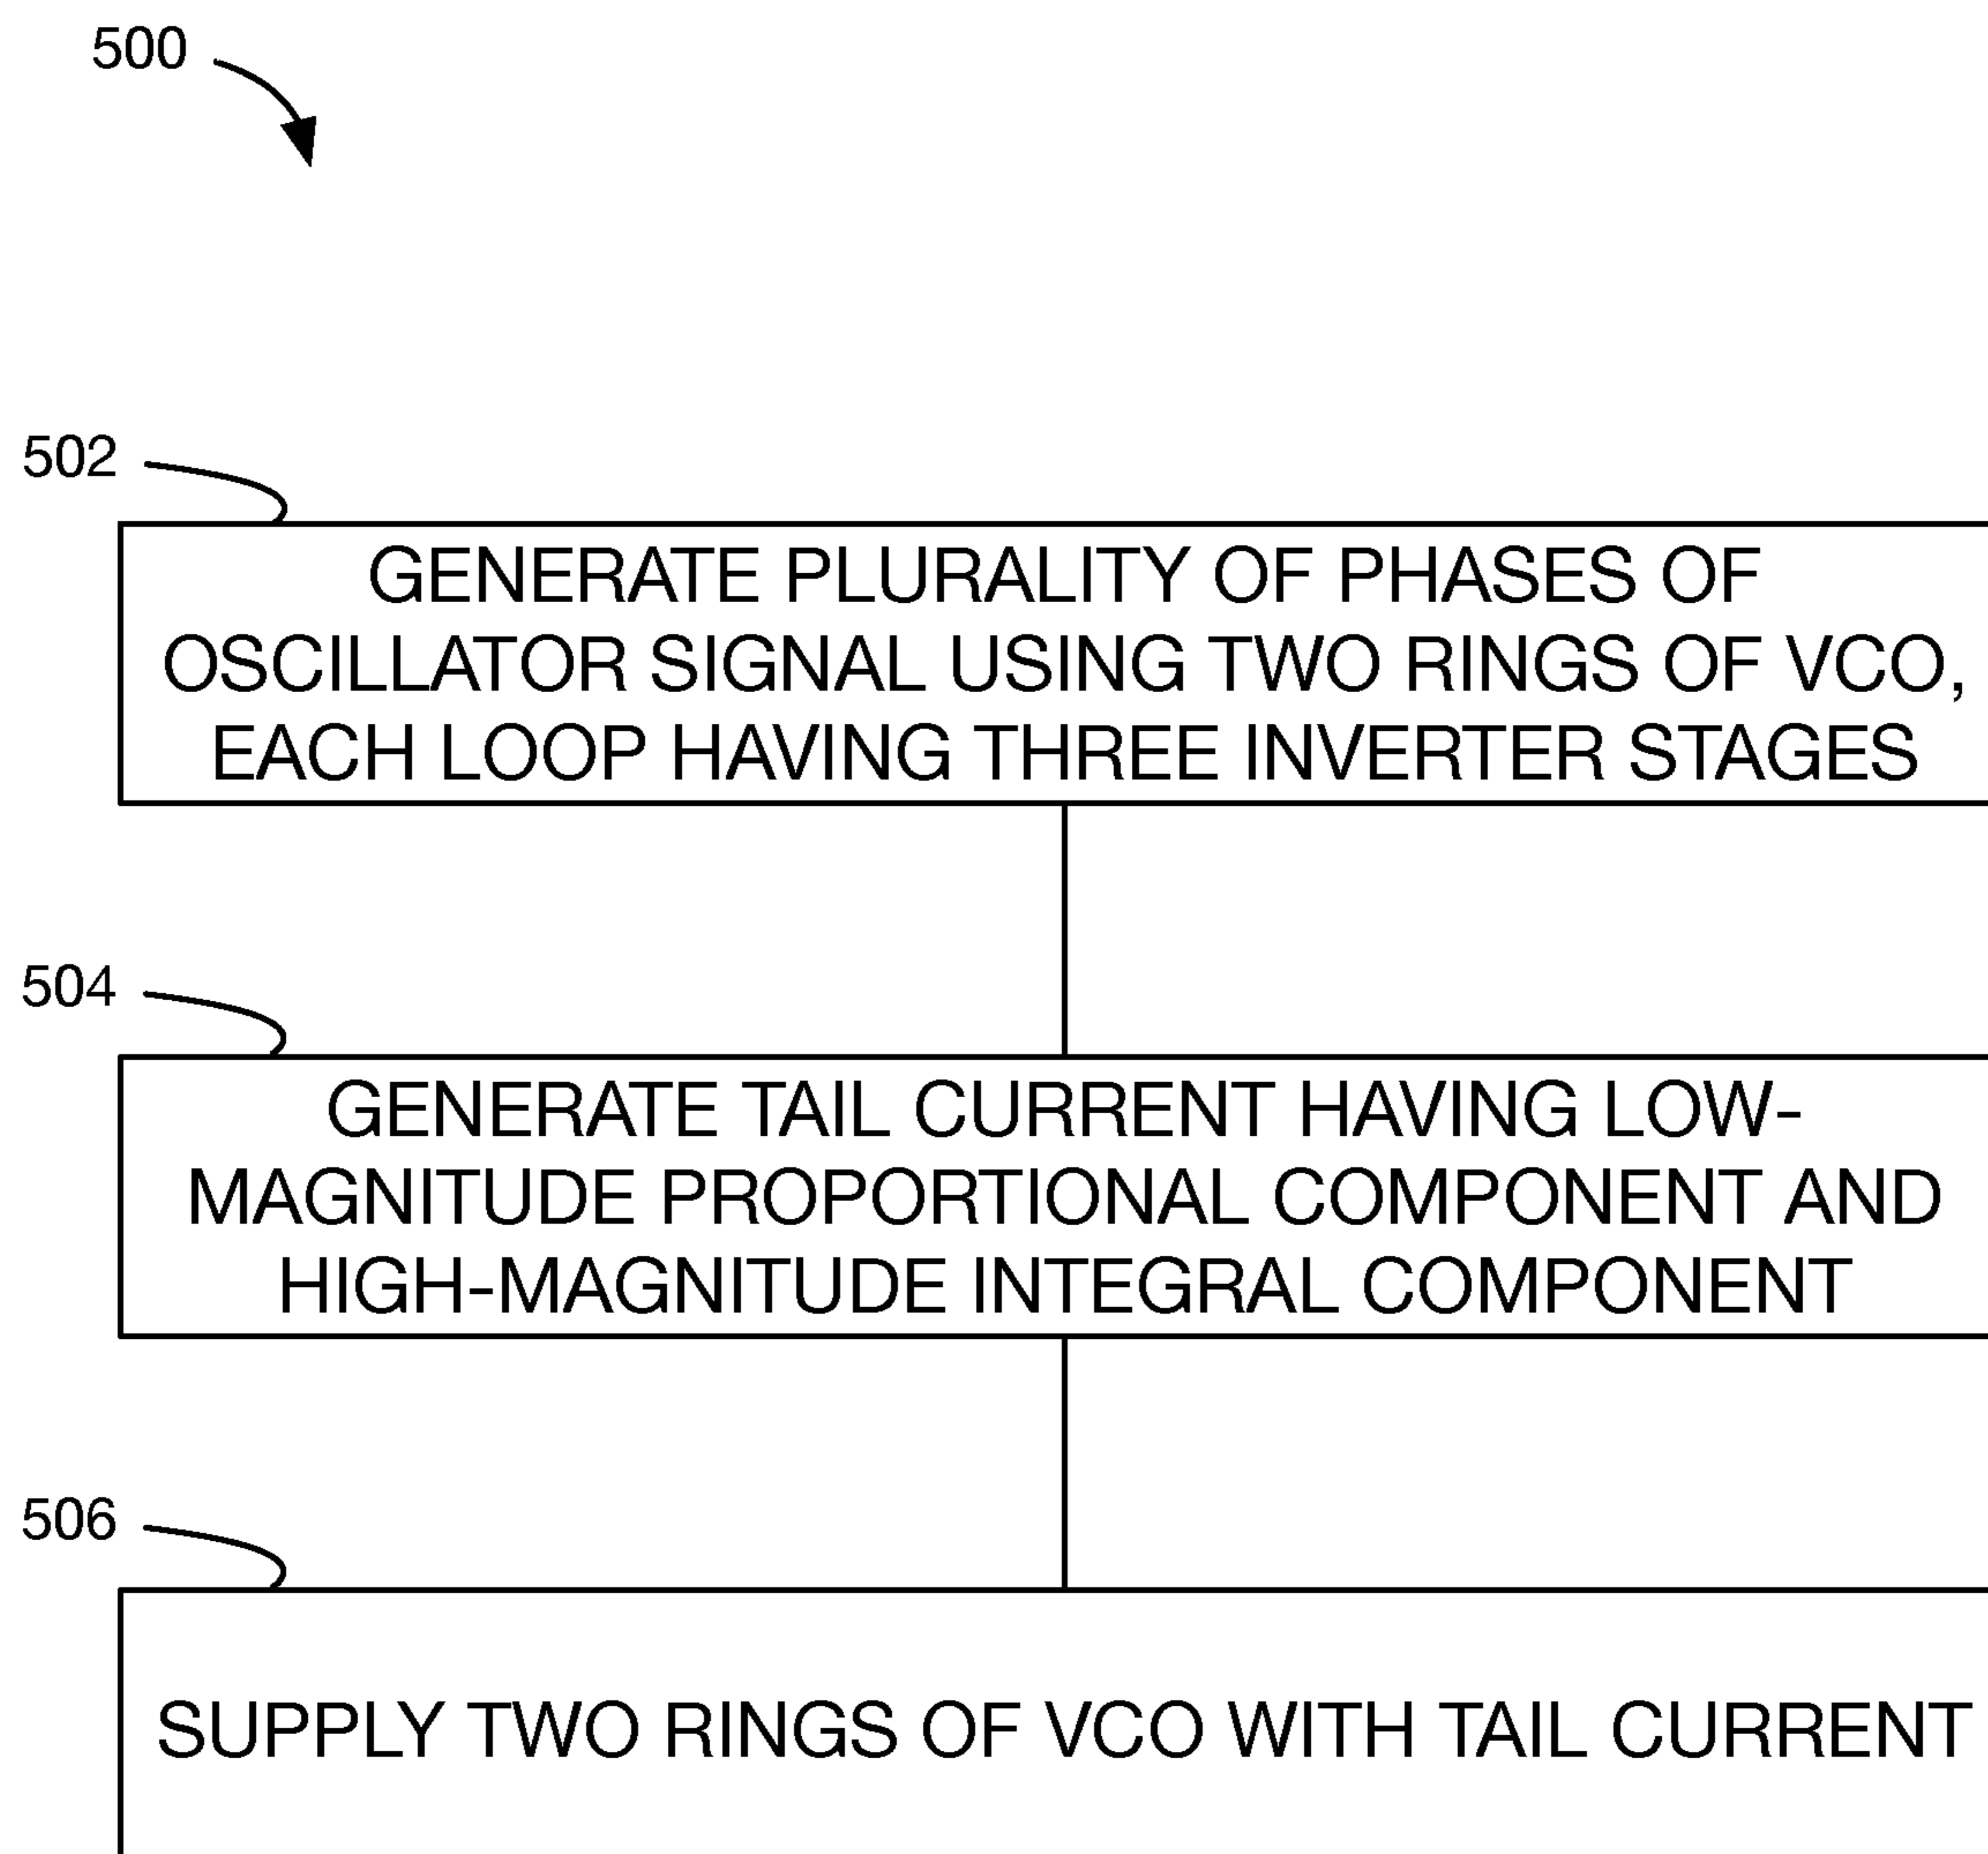 500
502
GENERATE PLURALITY OF PHASES OF
OSCILLATOR SIGNAL USING TWO RINGS OF VCO,
EACH LOOP HAVING THREE INVERTER STAGES
504
GENERATE TAIL CURRENT HAVING LOW-
MAGNITUDE PROPORTIONAL COMPONENT AND
HIGH-MAGNITUDE INTEGRAL COMPONENT
506
SUPPLY TWO RINGS OF VCO WITH TAIL CURRENT